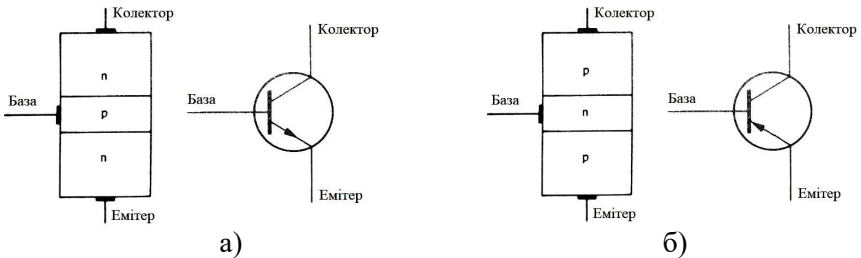 Колектор
n
База
p
n
Емітер
Колектор
База
Емітер
а)
Колектор
p
База
n
p
Емітер
Колектор
База
Емітер
б)